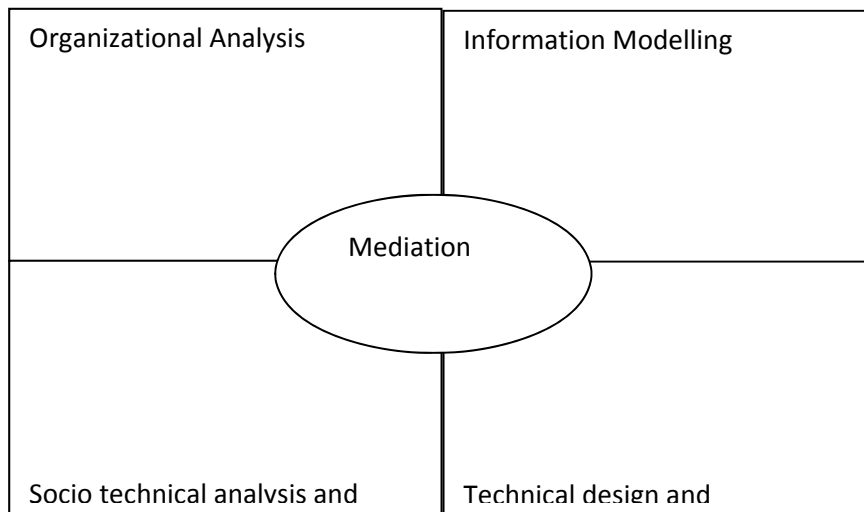 Organizational Analysis
Information Modelling
Mediation
Socio technical analysis and
Technical design and